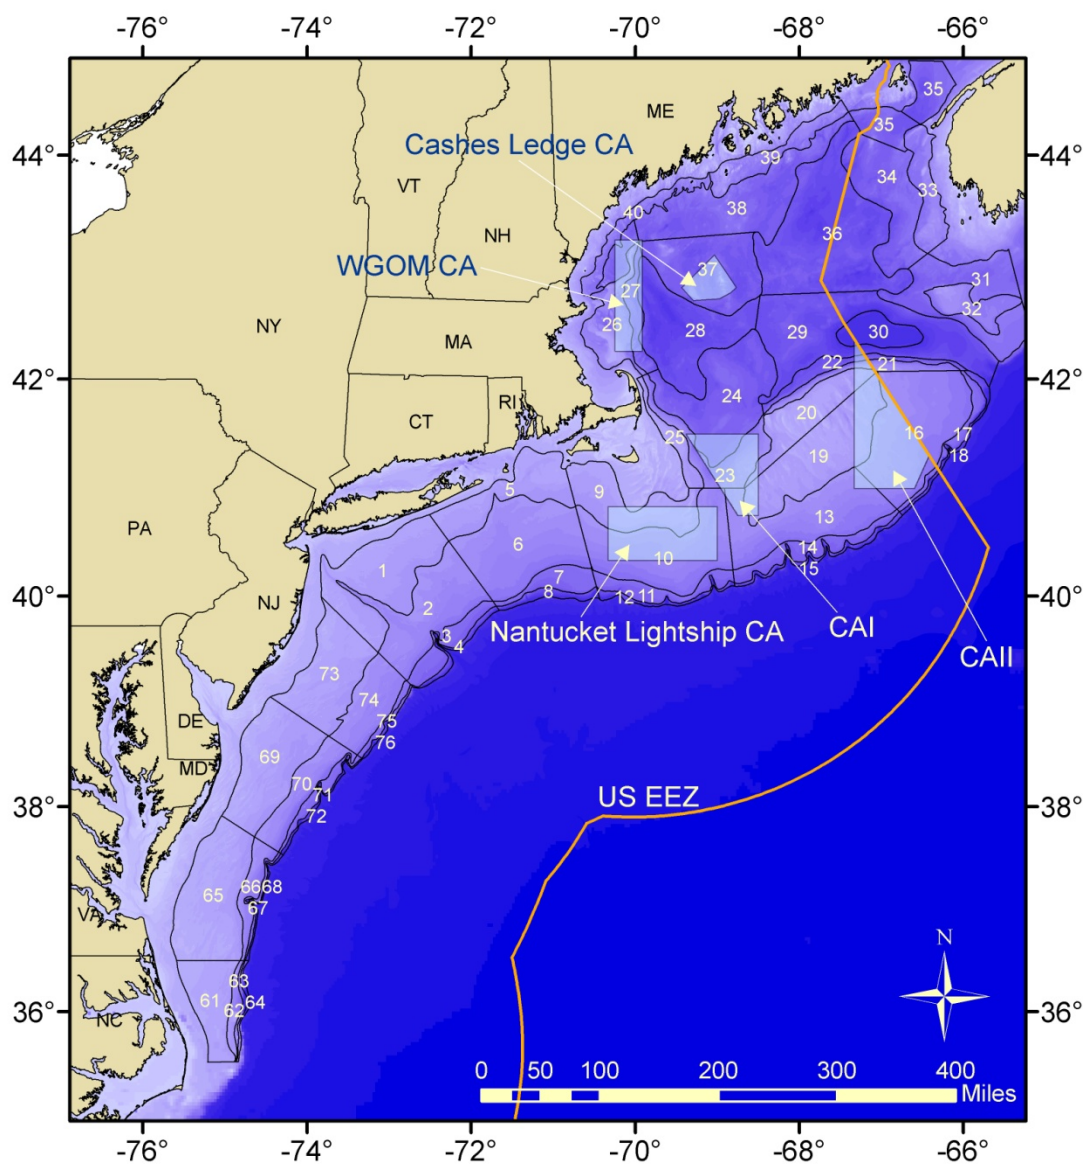 -76° -74° -72° -70° -68° -66°
35
ME
35
44° Cashes Ledge CA 39 44°
VT 34 33
40 38
NH 36
WGOM CA 37 31
27 32
26 28 29 30
NY MA
42° 22 21 42°
RI 24
CT 20
25 16 17
19 18
23
5 9
PA 13
6 14
10 15
1 7
40° 8 12 11 40°
NJ 2
Nantucket Lightship CA CAI
3
4 CAII
73
74
DE 75
76
69
MD 70
71
38° US EEZ 38°
72
66 68
65 67
VA
N
63
61 64
62
36° 36°
NC
0 50 100 200 300 400
Miles
-76° -74° -72° -70° -68° -66°